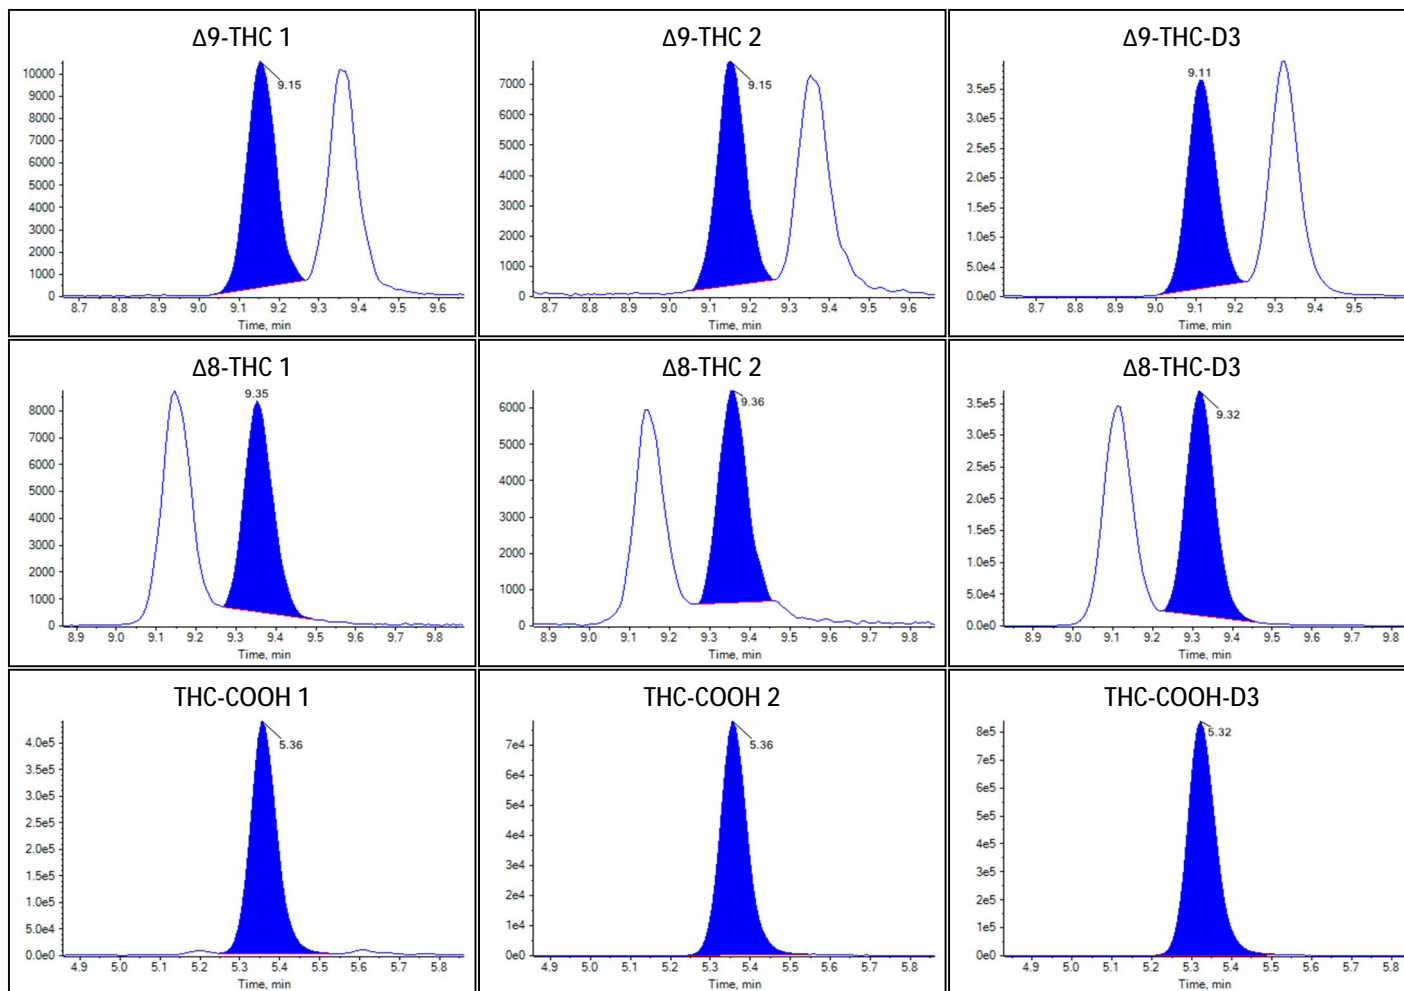 Δ9-THC 1
10000
9000
8000
7000
6000
5000
4000
3000
2000
1000
0
9.15
8.7 8.8 8.9 9.0 9.1 9.2 9.3 9.4 9.5 9.6
Time, min
Δ9-THC 2
7000
6000
5000
4000
3000
2000
1000
0
9.15
8.7 8.8 8.9 9.0 9.1 9.2 9.3 9.4 9.5 9.6
Time, min
Δ9-THC-D3
3.5e5
3.0e5
2.5e5
2.0e5
1.5e5
1.0e5
5.0e4
0.0e0
9.11
8.7 8.8 8.9 9.0 9.1 9.2 9.3 9.4 9.5
Time, min
Δ8-THC 1
8000
7000
6000
5000
4000
3000
2000
1000
0
9.35
8.9 9.0 9.1 9.2 9.3 9.4 9.5 9.6 9.7 9.8
Time, min
Δ8-THC 2
6000
5000
4000
3000
2000
1000
0
9.36
8.9 9.0 9.1 9.2 9.3 9.4 9.5 9.6 9.7 9.8
Time, min
Δ8-THC-D3
3.5e5
3.0e5
2.5e5
2.0e5
1.5e5
1.0e5
5.0e4
0.0e0
9.32
8.9 9.0 9.1 9.2 9.3 9.4 9.5 9.6 9.7 9.8
Time, min
THC-COOH 1
4.0e5
3.5e5
3.0e5
2.5e5
2.0e5
1.5e5
1.0e5
5.0e4
0.0e0
5.36
4.9 5.0 5.1 5.2 5.3 5.4 5.5 5.6 5.7 5.8
Time, min
THC-COOH 2
7e4
6e4
5e4
4e4
3e4
2e4
1e4
0e0
5.36
4.9 5.0 5.1 5.2 5.3 5.4 5.5 5.6 5.7 5.8
Time, min
THC-COOH-D3
8e5
7e5
6e5
5e5
4e5
3e5
2e5
1e5
0e0
5.32
4.9 5.0 5.1 5.2 5.3 5.4 5.5 5.6 5.7 5.8
Time, min